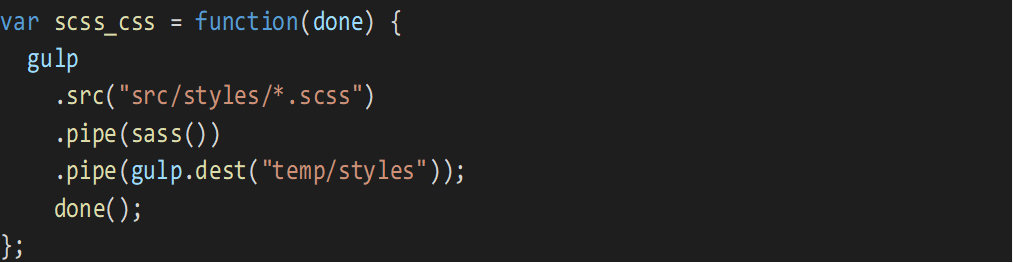 var scss_css = function(done) {
  gulp
    .src("src/styles/*.scss")
    .pipe(sass())
    .pipe(gulp.dest("temp/styles"));
    done();
};